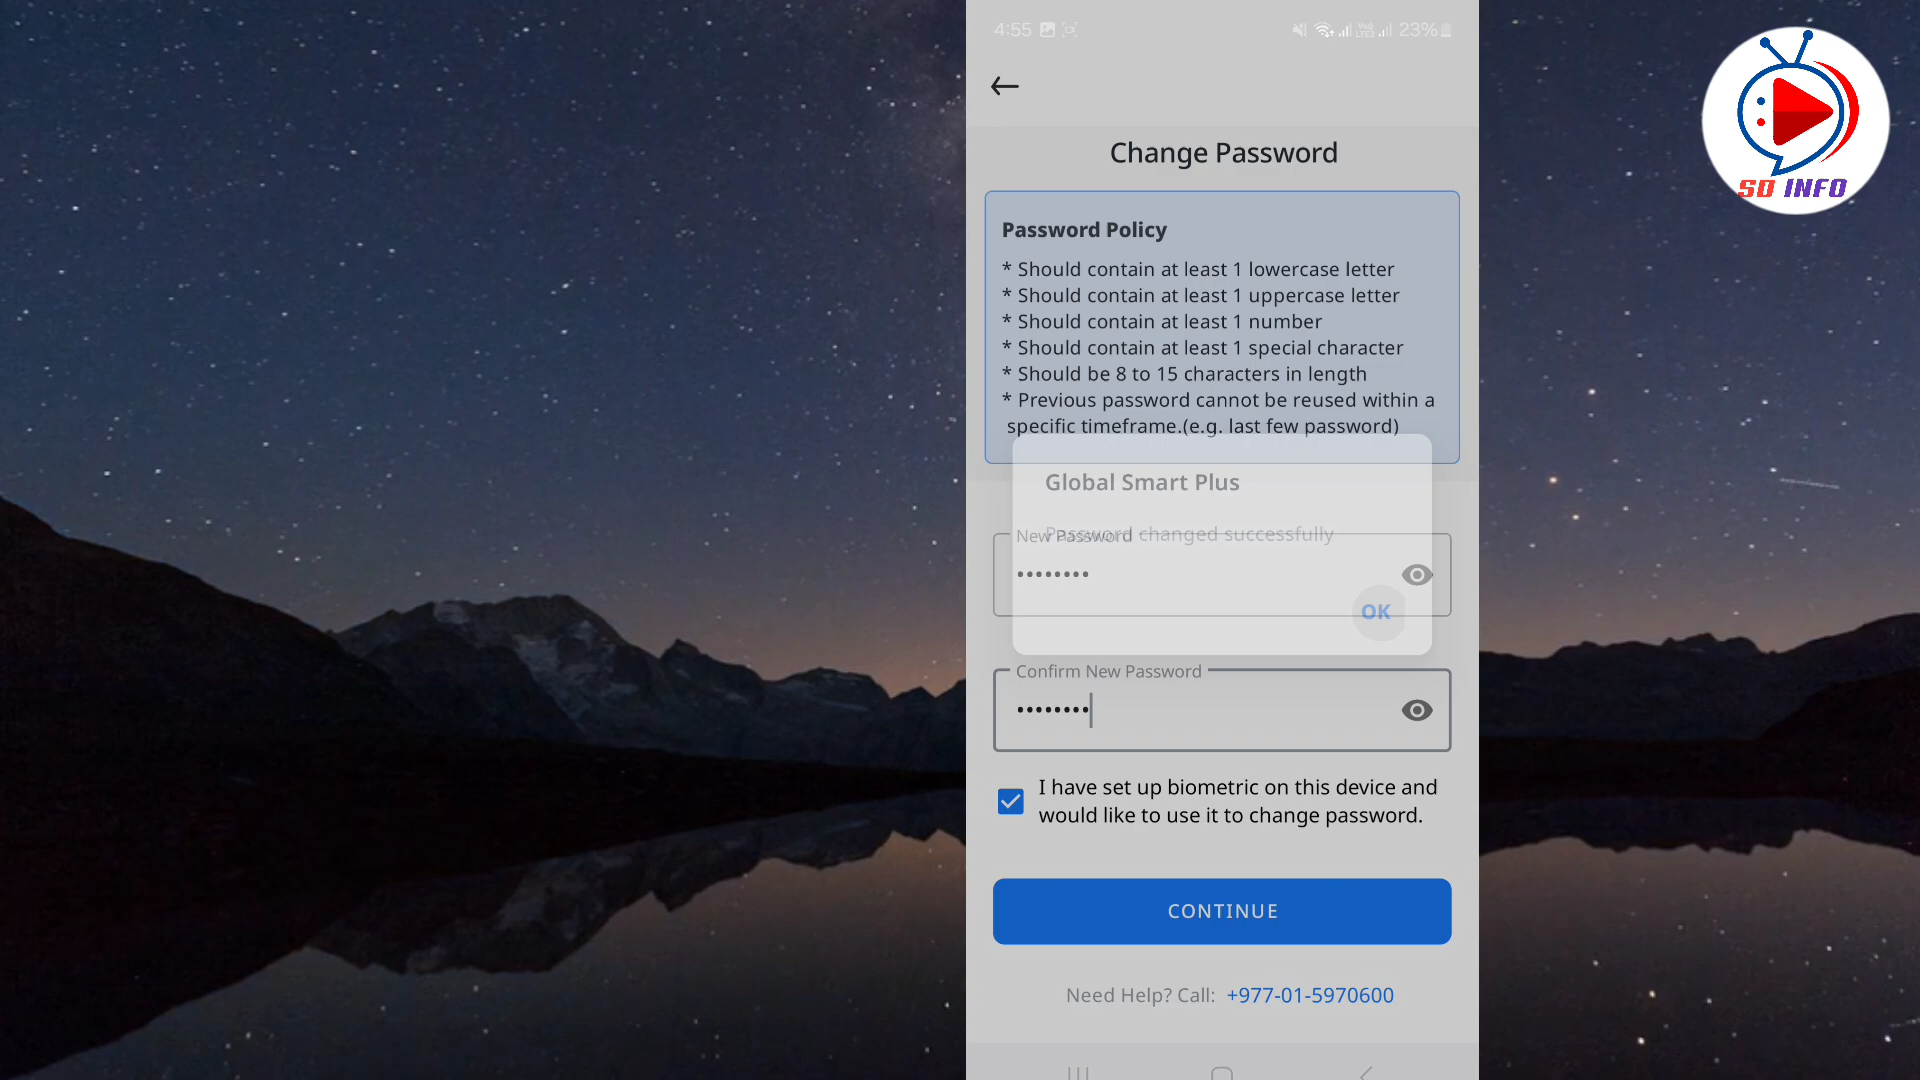 4:55
VoLTE2
23%
SD INFO
Change Password
Password Policy
* Should contain at least 1 lowercase letter
* Should contain at least 1 uppercase letter
* Should contain at least 1 number
* Should contain at least 1 special character
* Should be 8 to 15 characters in length
* Previous password cannot be reused within a
specific timeframe.(e.g. last few password)
Global Smart Plus
Password changed successfully
New Password
••••••••
OK
Confirm New Password
••••••••
I have set up biometric on this device and
would like to use it to change password.
CONTINUE
Need Help? Call: +977-01-5970600